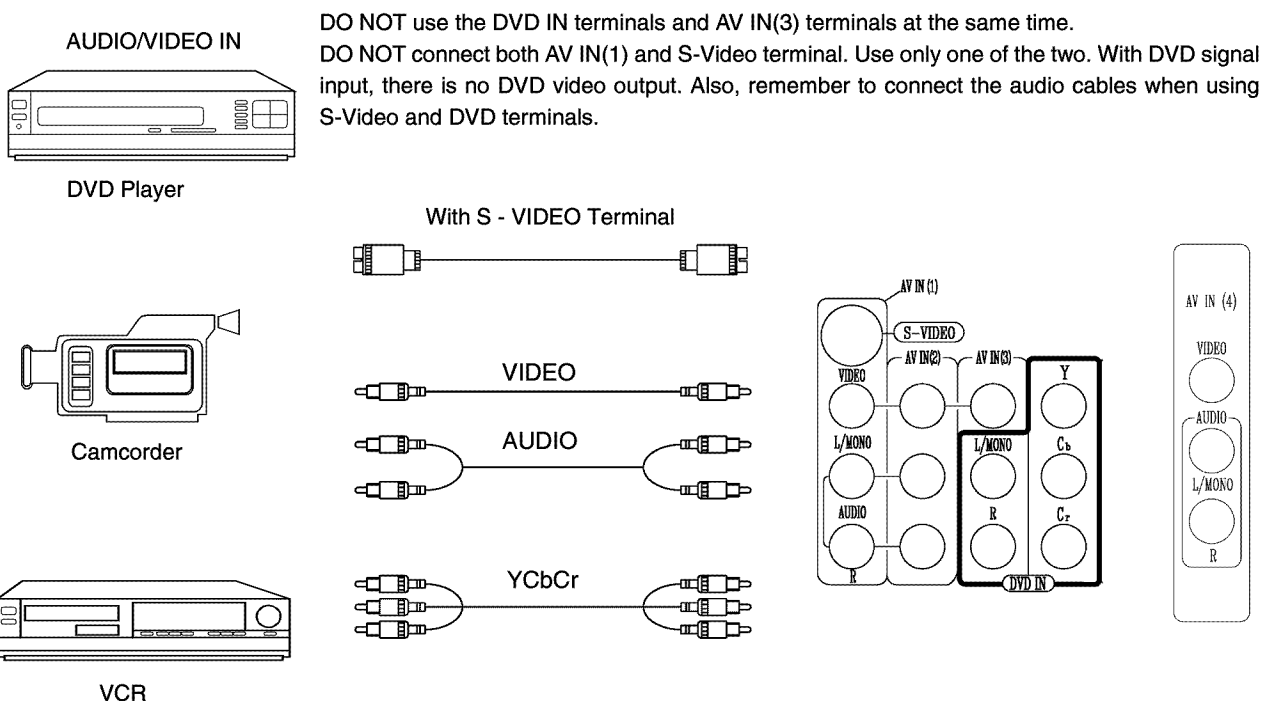 AUDIO/VIDEO IN
DO NOT use the DVD IN terminals and AV IN(3) terminals at the same time.
DO NOT connect both AV IN(1) and S-Video terminal. Use only one of the two. With DVD signal
input, there is no DVD video output. Also, remember to connect the audio cables when using
S-Video and DVD terminals.
DVD Player
With S - VIDEO Terminal
Camcorder
VIDEO
AUDIO
YCbCr
VCR
AV IN (1)
S-VIDEO
AV IN(2)
AV IN(3)
VIDEO
Y
L/MONO
L/MONO
Cb
AUDIO
R
Cr
R
DVD IN
AV IN (4)
VIDEO
AUDIO
L/MONO
R